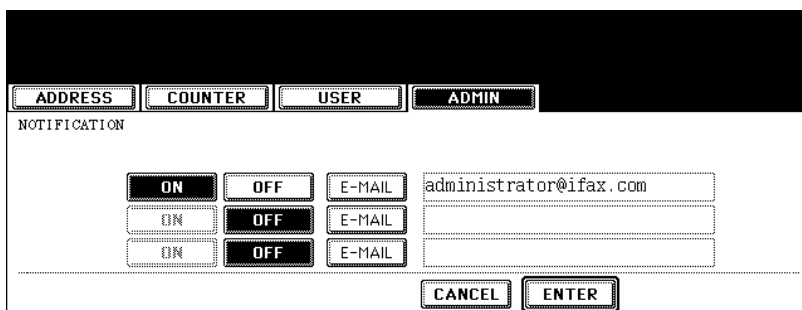 ADDRESS COUNTER USER ADMIN
NOTIFICATION
ON OFF E-MAIL administrator@ifax.com
ON OFF E-MAIL
ON OFF E-MAIL
CANCEL ENTER